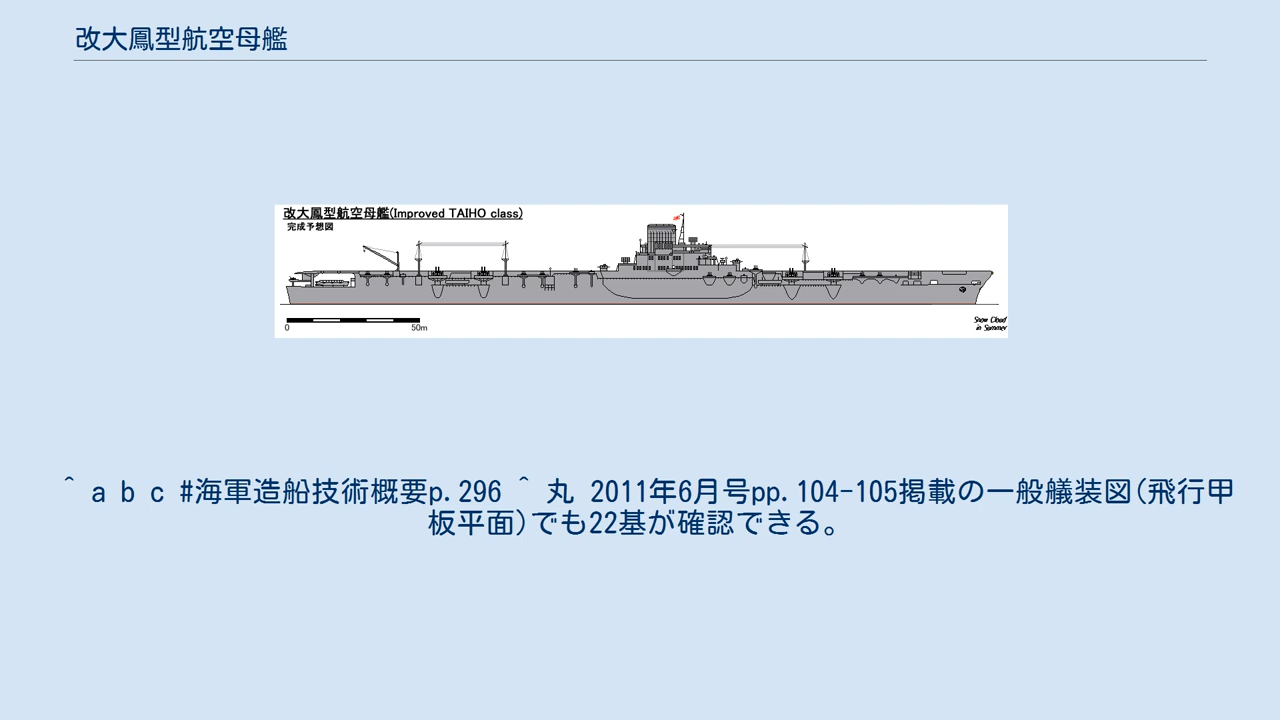 改大鳳型航空母艦
改大鳳型航空母艦(Improved TAIHO class)
完成予想図
0 50m
Snow Cloud
in Summer
^ a b c #海軍造船技術概要p.296 ^ 丸 2011年6月号pp.104-105掲載の一般艤装図(飛行甲
板平面)でも22基が確認できる。